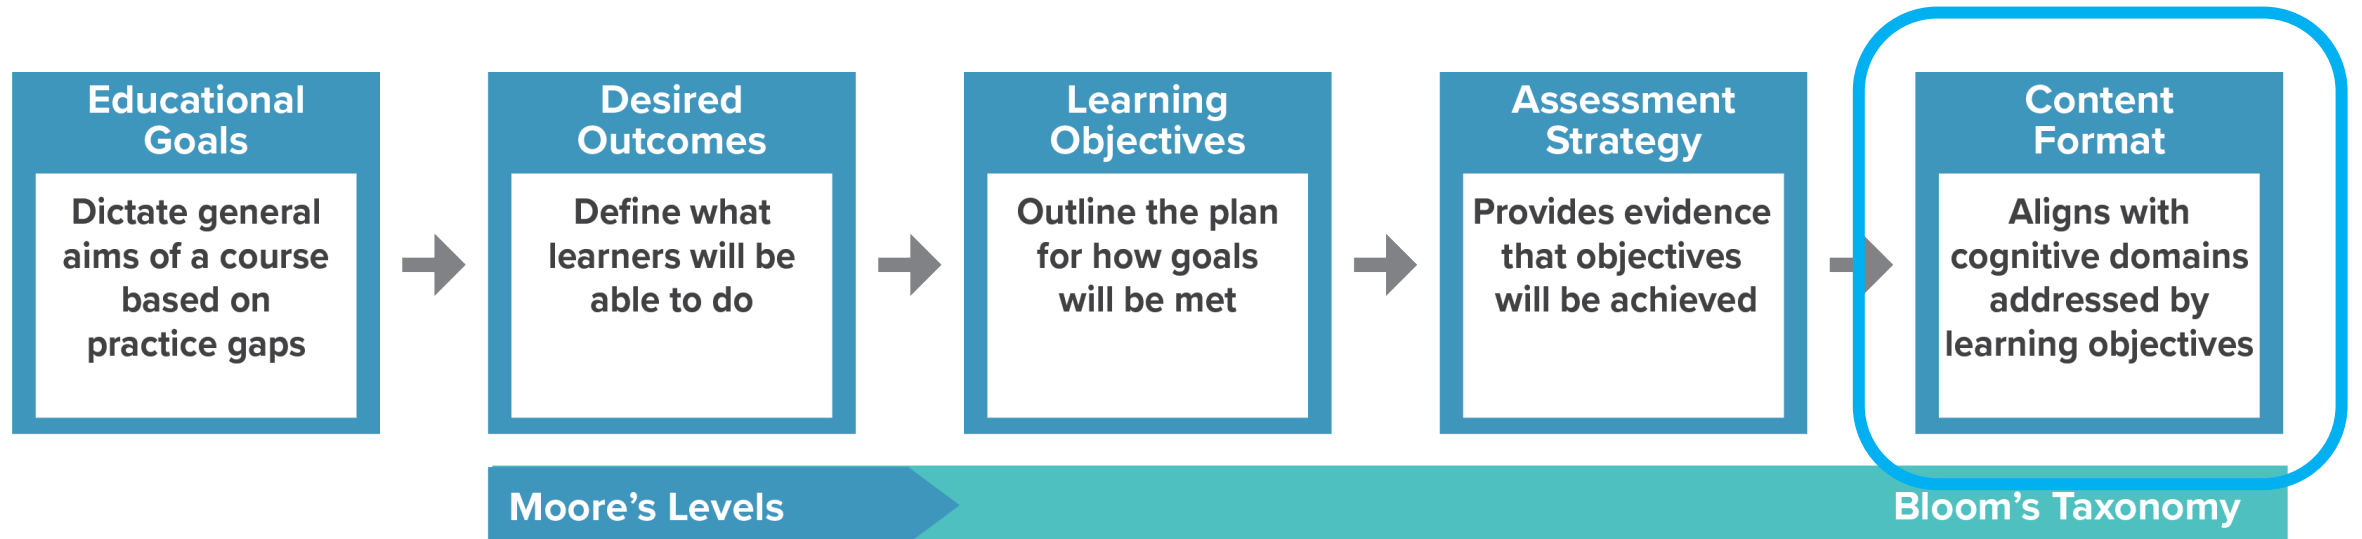 Educational
Goals
Dictate general
aims of a course
based on
practice gaps
Desired
Outcomes
Define what
learners will be
able to do
Learning
Objectives
Outline the plan
for how goals
will be met
Assessment
Strategy
Provides evidence
that objectives
will be achieved
Content
Format
Aligns with
cognitive domains
addressed by
learning objectives
Moore’s Levels
Bloom’s Taxonomy